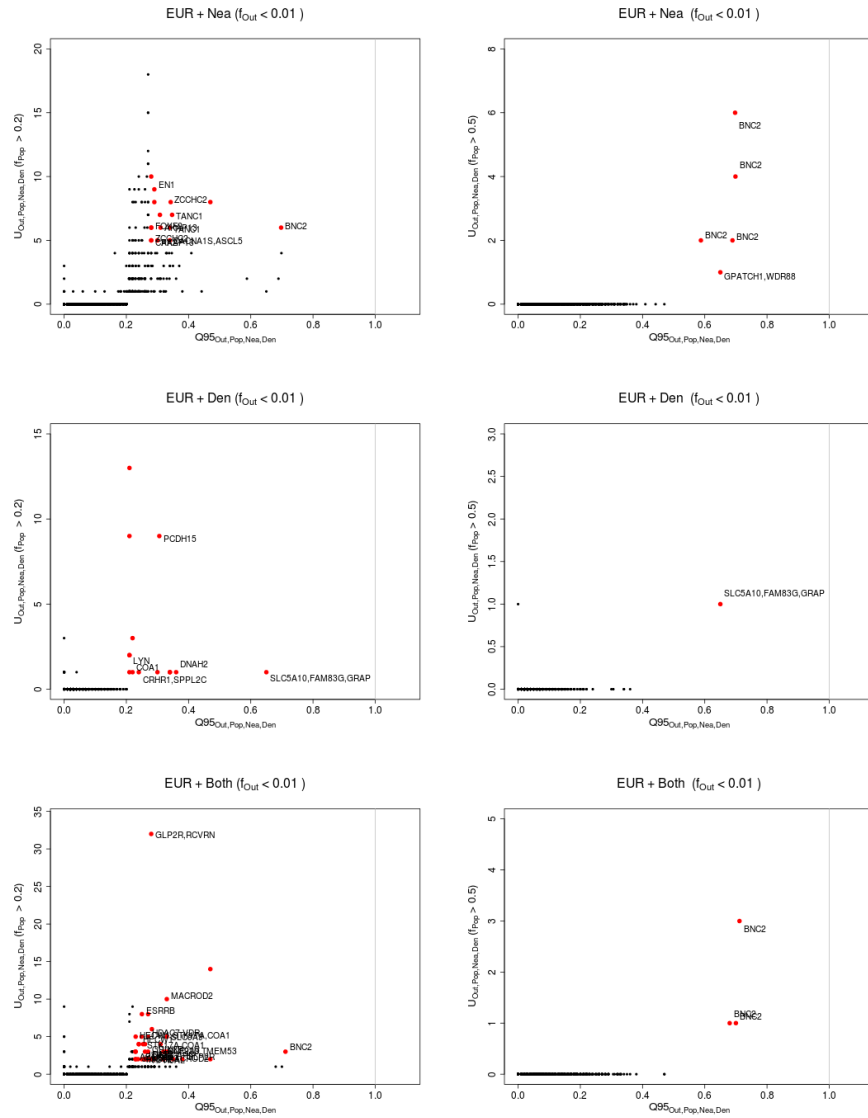 EUR + Nea (fOut < 0.01 )
UOut,Pop,Nea,Den (fPop > 0.2)
20
15
10
5
0
EN1
ZCCHC2
TANC1
BNC2
0.0 0.2 0.4 0.6 0.8 1.0
Q95Out,Pop,Nea,Den
EUR + Nea (fOut < 0.01 )
UOut,Pop,Nea,Den (fPop > 0.5)
8
6
4
2
0
BNC2
BNC2
BNC2
BNC2
GPATCH1,WDR88
0.0 0.2 0.4 0.6 0.8 1.0
Q95Out,Pop,Nea,Den
EUR + Den (fOut < 0.01 )
UOut,Pop,Nea,Den (fPop > 0.2)
15
10
5
0
PCDH15
LYN
COA1
DNAH2
CRHR1,SPPL2C
SLC5A10,FAM83G,GRAP
0.0 0.2 0.4 0.6 0.8 1.0
Q95Out,Pop,Nea,Den
EUR + Den (fOut < 0.01 )
UOut,Pop,Nea,Den (fPop > 0.5)
3.0
2.5
2.0
1.5
1.0
0.5
0.0
SLC5A10,FAM83G,GRAP
0.0 0.2 0.4 0.6 0.8 1.0
Q95Out,Pop,Nea,Den
EUR + Both (fOut < 0.01 )
UOut,Pop,Nea,Den (fPop > 0.2)
35
30
25
20
15
10
5
0
GLP2R,RCVRN
MACROD2
ESRRB
BNC2
0.0 0.2 0.4 0.6 0.8 1.0
Q95Out,Pop,Nea,Den
EUR + Both (fOut < 0.01 )
UOut,Pop,Nea,Den (fPop > 0.5)
5
4
3
2
1
0
BNC2
BNC2
BNC2
0.0 0.2 0.4 0.6 0.8 1.0
Q95Out,Pop,Nea,Den